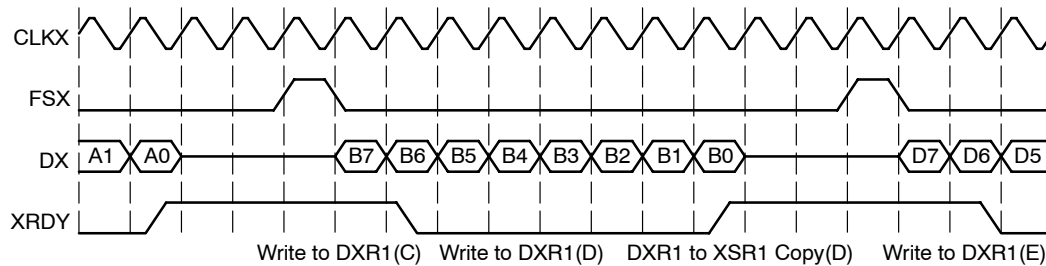 CLKX
FSX
DX A1 A0 B7 B6 B5 B4 B3 B2 B1 B0 D7 D6 D5
XRDY
Write to DXR1(C) Write to DXR1(D) DXR1 to XSR1 Copy(D) Write to DXR1(E)